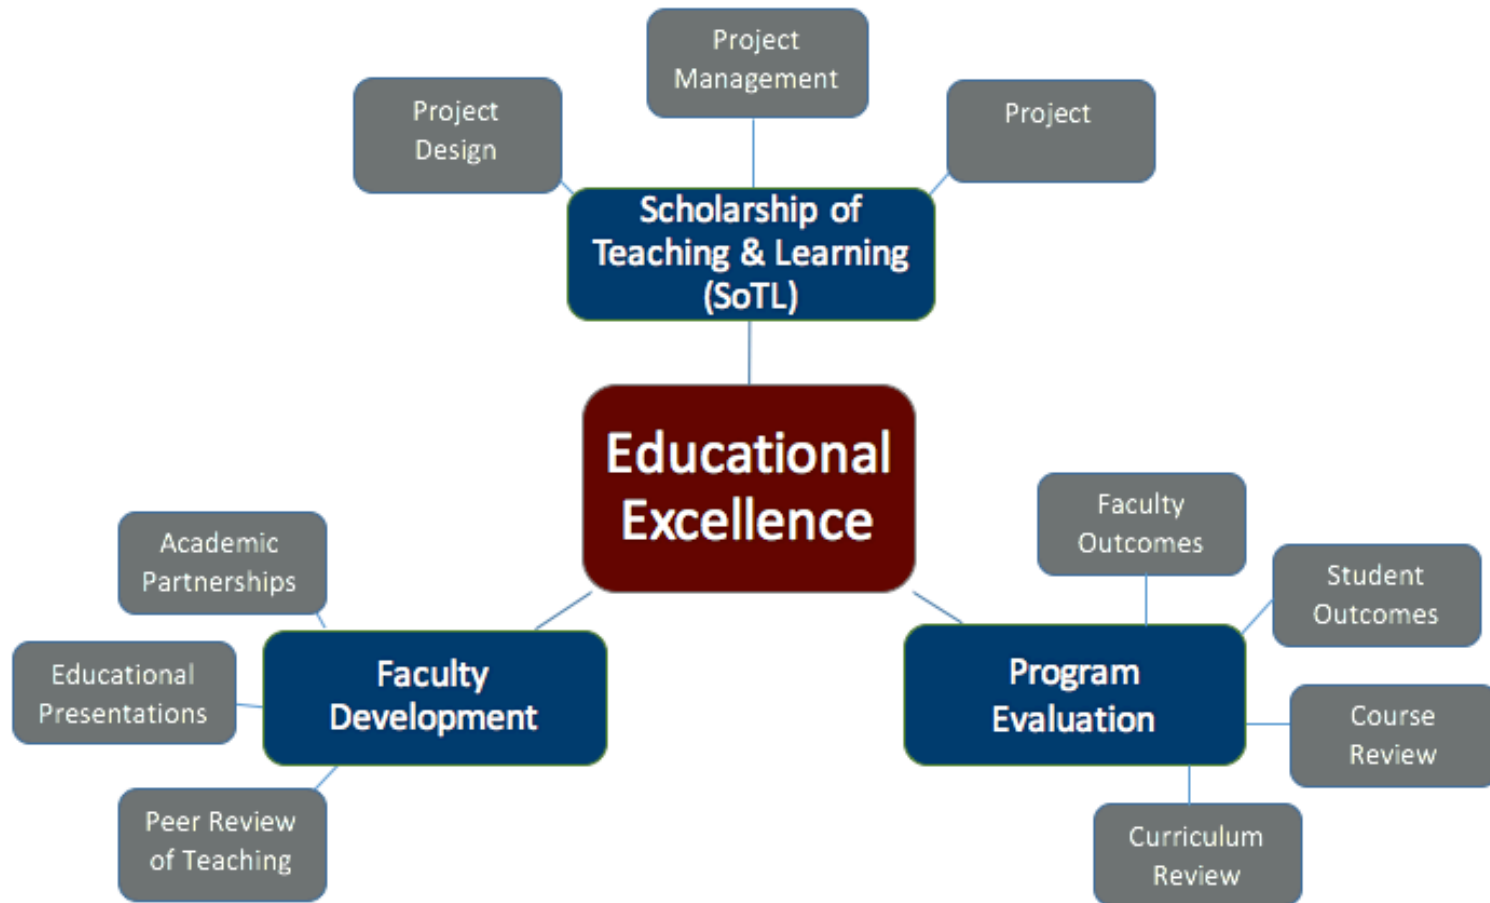 Project
Management
Project
Design
Project
Scholarship of
Teaching & Learning
(SoTL)
Educational
Excellence
Academic
Partnerships
Educational
Presentations
Peer Review
of Teaching
Faculty
Development
Faculty
Outcomes
Student
Outcomes
Program
Evaluation
Course
Review
Curriculum
Review